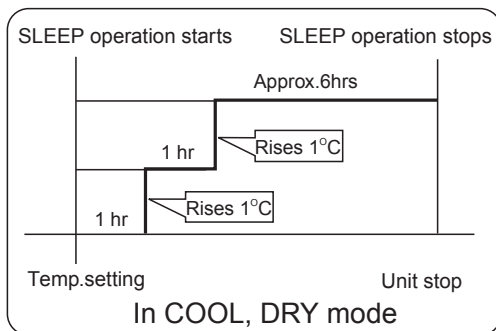 SLEEP operation starts
SLEEP operation stops
Approx.6hrs
1 hr
Rises 1°C
1 hr
Rises 1°C
Temp.setting
Unit stop
In COOL, DRY mode